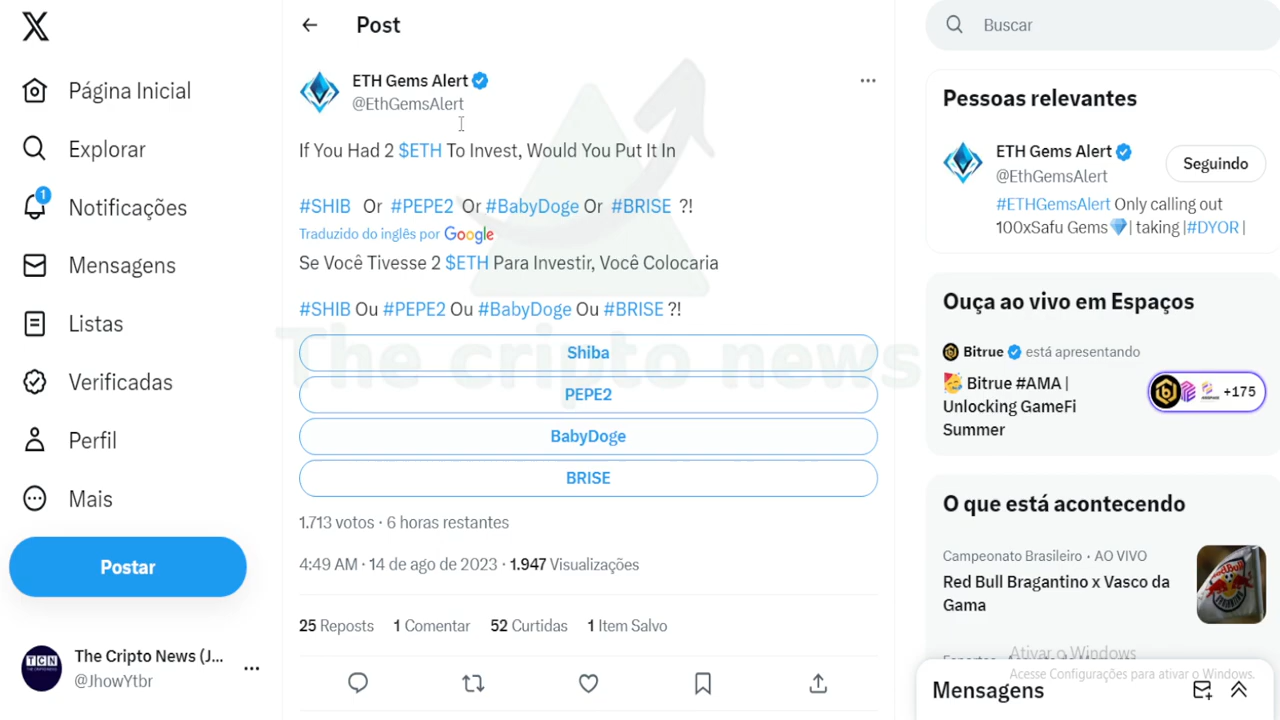 X
Página Inicial
Explorar
1
Notificações
Mensagens
Listas
Verificadas
Perfil
Mais
Postar
TCN
The Cripto News (J...
@JhowYtbr
Post
ETH Gems Alert
@EthGemsAlert
If You Had 2 $ETH To Invest, Would You Put It In
#SHIB Or #PEPE2 Or #BabyDoge Or #BRISE ?!
Traduzido do inglês por Google
Se Você Tivesse 2 $ETH Para Investir, Você Colocaria
#SHIB Ou #PEPE2 Ou #BabyDoge Ou #BRISE ?!
The cripto news
Shiba
PEPE2
BabyDoge
BRISE
1.713 votos · 6 horas restantes
4:49 AM · 14 de ago de 2023 · 1.947 Visualizações
25 Reposts 1 Comentar 52 Curtidas 1 Item Salvo
Buscar
Pessoas relevantes
ETH Gems Alert
@EthGemsAlert
Seguindo
#ETHGemsAlert Only calling out
100xSafu Gems💎| taking |#DYOR|
Ouça ao vivo em Espaços
Bitrue está apresentando
🥳 Bitrue #AMA |
Unlocking GameFi
Summer
+175
O que está acontecendo
Campeonato Brasileiro · AO VIVO
Red Bull Bragantino x Vasco da
Gama
Ativar o Windows
Acesse Configurações para ativar o Windows.
Mensagens